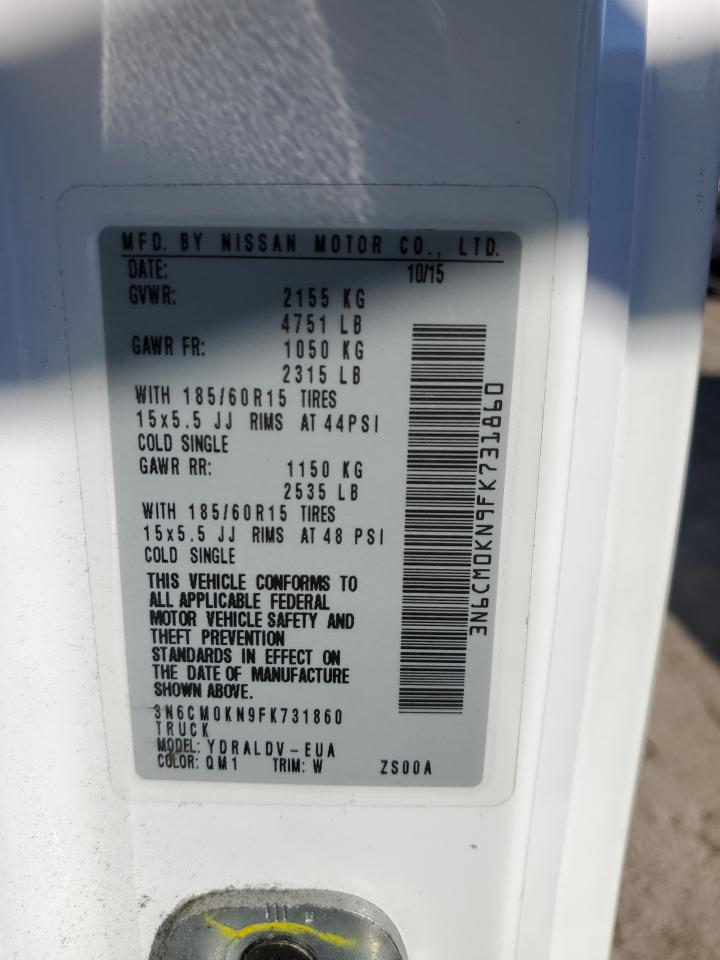 MFD. BY NISSAN MOTOR CO., LTD.
DATE: 10/15
GVWR: 2155 KG
4751 LB
GAWR FR: 1050 KG
2315 LB
WITH 185/60R15 TIRES
15x5.5 JJ RIMS AT 44PSI
COLD SINGLE
GAWR RR: 1150 KG
2535 LB
WITH 185/60R15 TIRES
15x5.5 JJ RIMS AT 48 PSI
COLD SINGLE
THIS VEHICLE CONFORMS TO
ALL APPLICABLE FEDERAL
MOTOR VEHICLE SAFETY AND
THEFT PREVENTION
STANDARDS IN EFFECT ON
THE DATE OF MANUFACTURE
SHOWN ABOVE.
3N6CM0KN9FK731860
TRUCK
MODEL: YDRALDV-EUA
COLOR: QM1 TRIM: W ZS00A
3N6CM0KN9FK731860